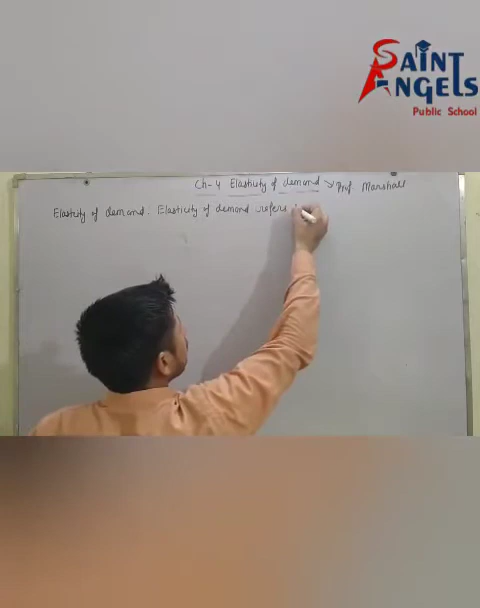 SAINT
ANGELS
Public School
Ch-4 Elasticity of demand → Prof. Marshall
Elasticity of demand: Elasticity of demand refers